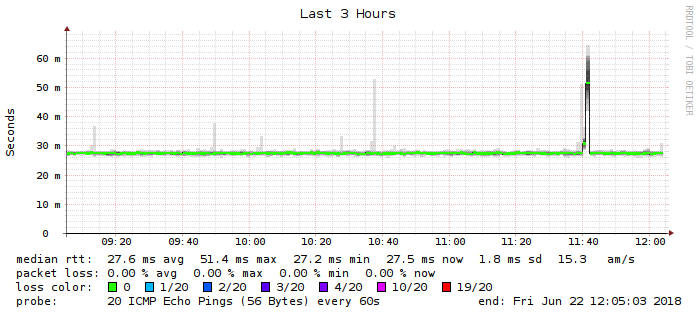 Last 3 Hours
RRDTOOL / TOBI OETIKER
Seconds
60 m
50 m
40 m
30 m
20 m
10 m
0
09:20 09:40 10:00 10:20 10:40 11:00 11:20 11:40 12:00
median rtt: 27.6 ms avg 51.4 ms max 27.2 ms min 27.5 ms now 1.8 ms sd 15.3 am/s
packet loss: 0.00 % avg 0.00 % max 0.00 % min 0.00 % now
loss color: 0 1/20 2/20 3/20 4/20 10/20 19/20
probe: 20 ICMP Echo Pings (56 Bytes) every 60s end: Fri Jun 22 12:05:03 2018